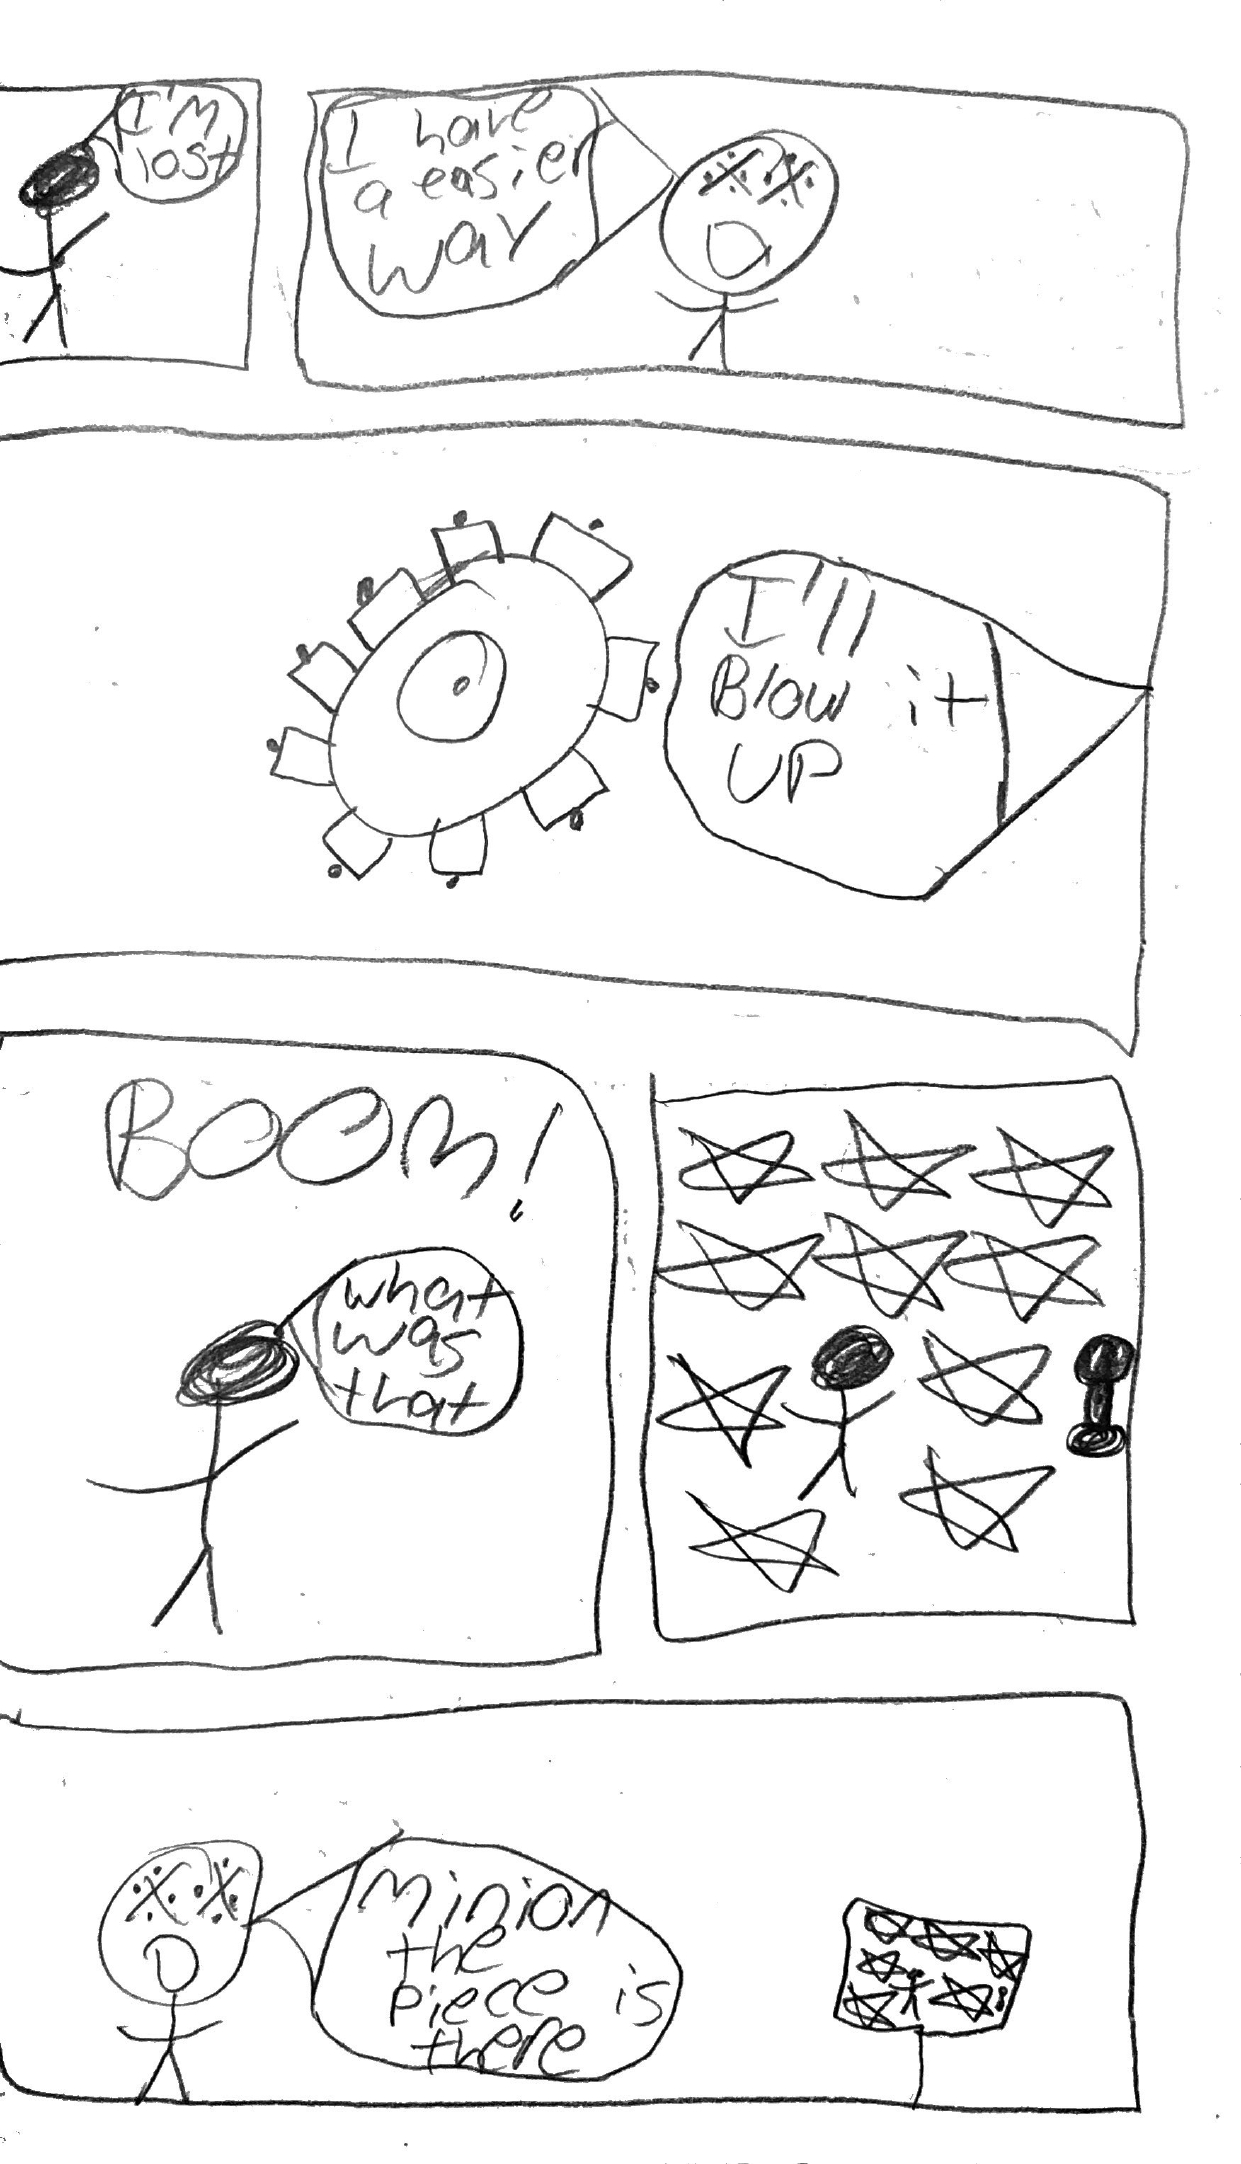 I'm
lost
I have
a easier
way
I'll
Blow it
UP
BOOM!
what
was
that
Minion
the
piece is
there